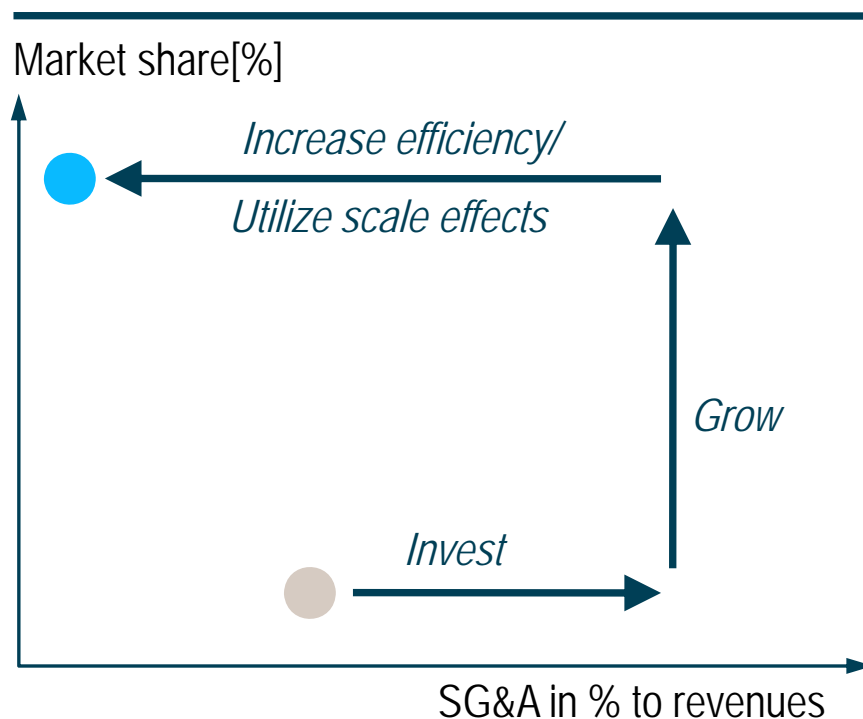 Market share[%]
Increase efficiency/
Utilize scale effects
Grow
Invest
SG&A in % to revenues